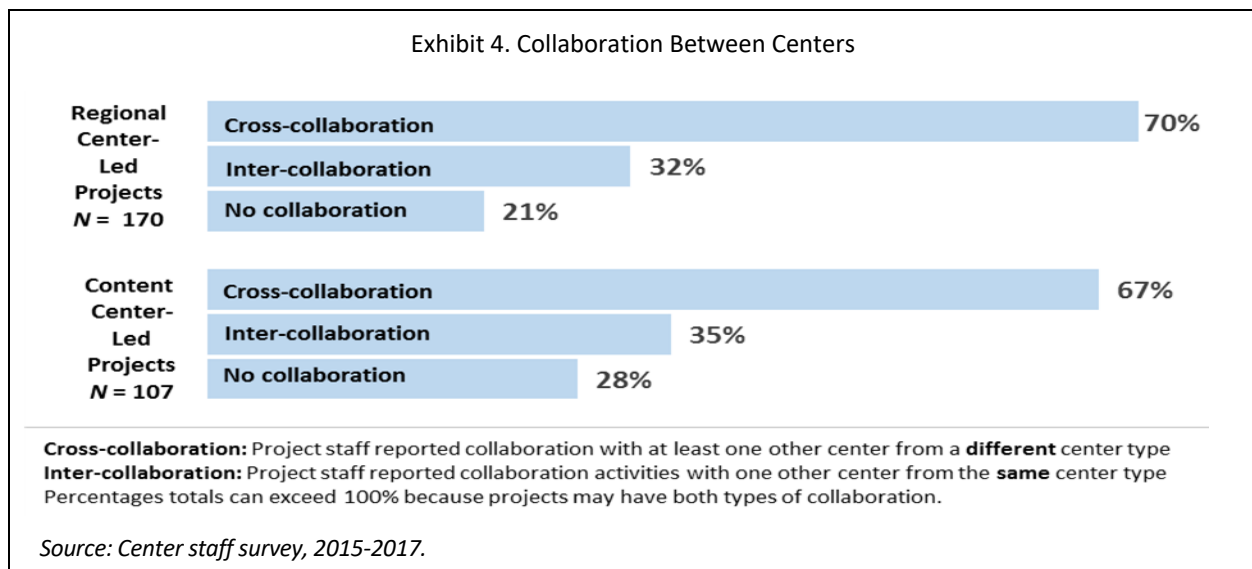 Exhibit 4. Collaboration Between Centers
Regional
Center-
Led
Projects
N = 170
Cross-collaboration
70%
Inter-collaboration
32%
No collaboration
21%
Content
Center-
Led
Projects
N = 107
Cross-collaboration
67%
Inter-collaboration
35%
No collaboration
28%
Cross-collaboration: Project staff reported collaboration with at least one other center from a different center type
Inter-collaboration: Project staff reported collaboration activities with one other center from the same center type
Percentages totals can exceed 100% because projects may have both types of collaboration.
Source: Center staff survey, 2015-2017.